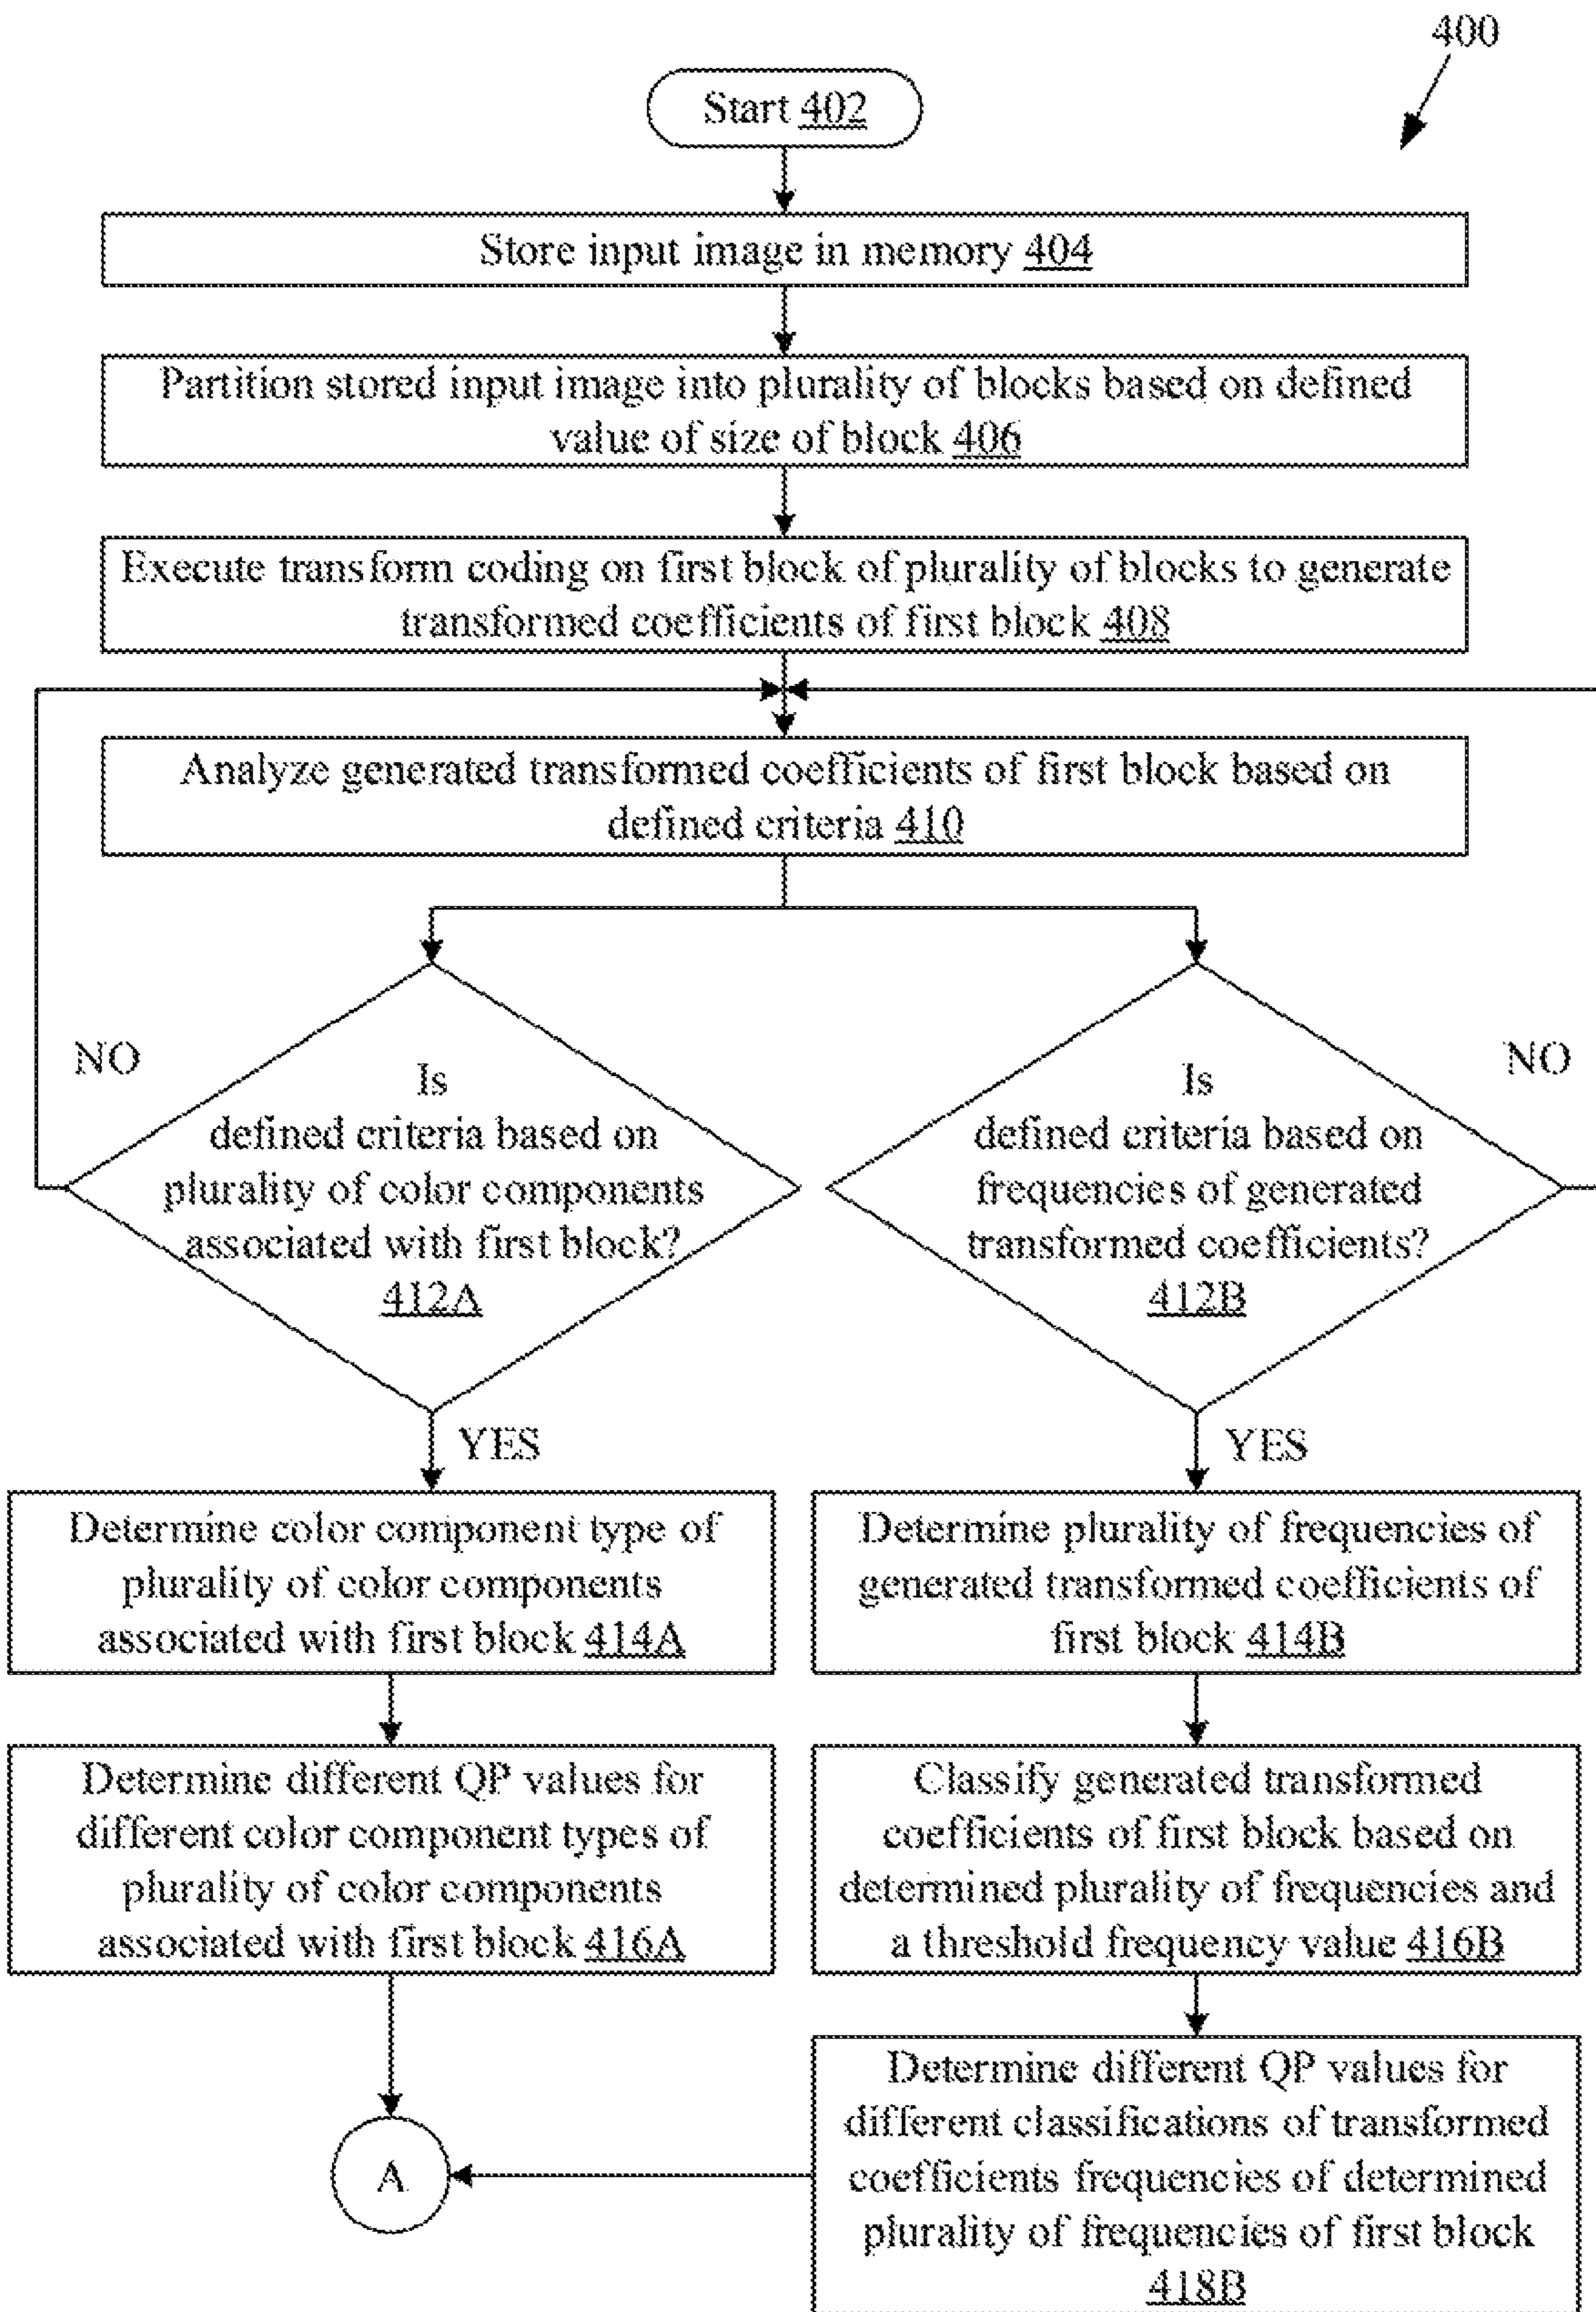 400
Start 402
Store input image in memory 404
Partition stored input image into plurality of blocks based on defined
value of size of block 406
Execute transform coding on first block of plurality of blocks to generate
transformed coefficients of first block 408
Analyze generated transformed coefficients of first block based on
defined criteria 410
NO
Is
defined criteria based on
plurality of color components
associated with first block?
412A
YES
Is
defined criteria based on
frequencies of generated
transformed coefficients?
412B
NO
YES
Determine color component type of
plurality of color components
associated with first block 414A
Determine plurality of frequencies of
generated transformed coefficients of
first block 414B
Determine different QP values for
different color component types of
plurality of color components
associated with first block 416A
Classify generated transformed
coefficients of first block based on
determined plurality of frequencies and
a threshold frequency value 416B
A
Determine different QP values for
different classifications of transformed
coefficients frequencies of determined
plurality of frequencies of first block
418B